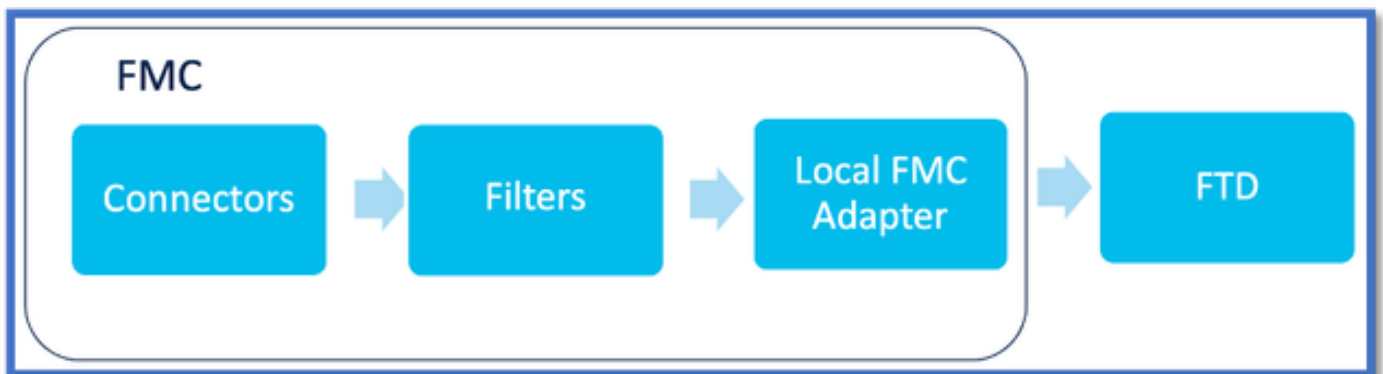 FMC
Connectors
Filters
Local FMC
Adapter
FTD